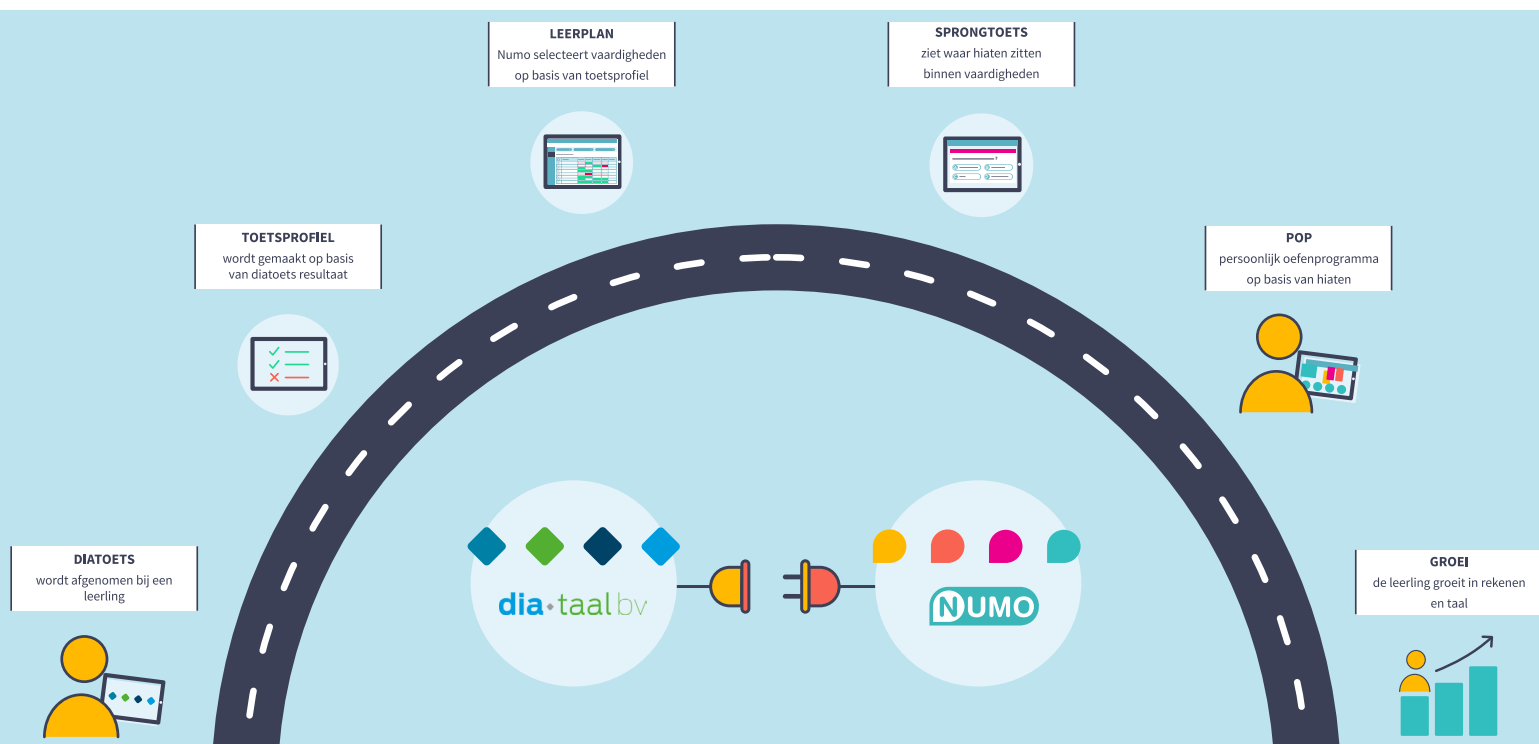 LEERPLAN
Numo selecteert vaardigheden
op basis van toetsprofiel
SPRONGTOETS
ziet waar hiaten zitten
binnen vaardigheden
TOETSPROFIEL
wordt gemaakt op basis
van diatoets resultaat
POP
persoonlijk oefenprogramma
op basis van hiaten
DIATOETS
wordt afgenomen bij een
leerling
GROEI
de leerling groeit in rekenen
en taal
dia•taal bv
NUMO